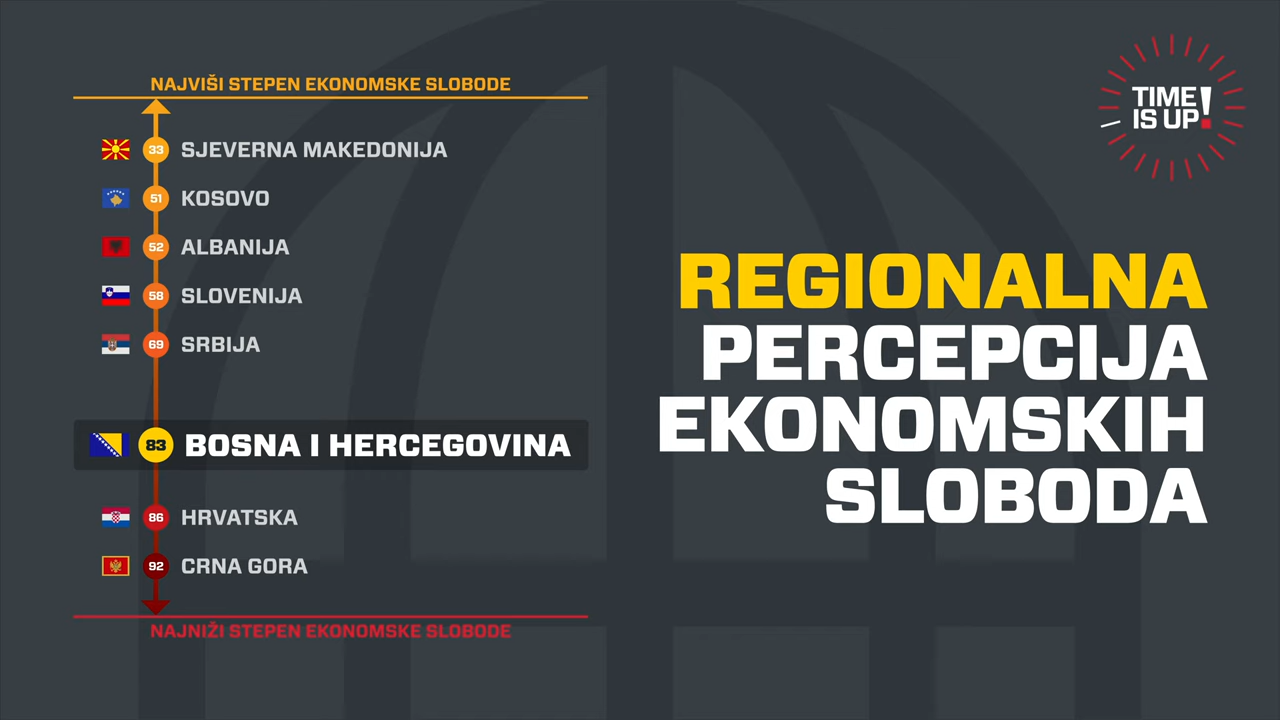 NAJVIŠI STEPEN EKONOMSKE SLOBODE
33 SJEVERNA MAKEDONIJA
51 KOSOVO
52 ALBANIJA
58 SLOVENIJA
69 SRBIJA
83 BOSNA I HERCEGOVINA
86 HRVATSKA
92 CRNA GORA
NAJNIŽI STEPEN EKONOMSKE SLOBODE
TIME
IS UP!
REGIONALNA
PERCEPCIJA
EKONOMSKIH
SLOBODA